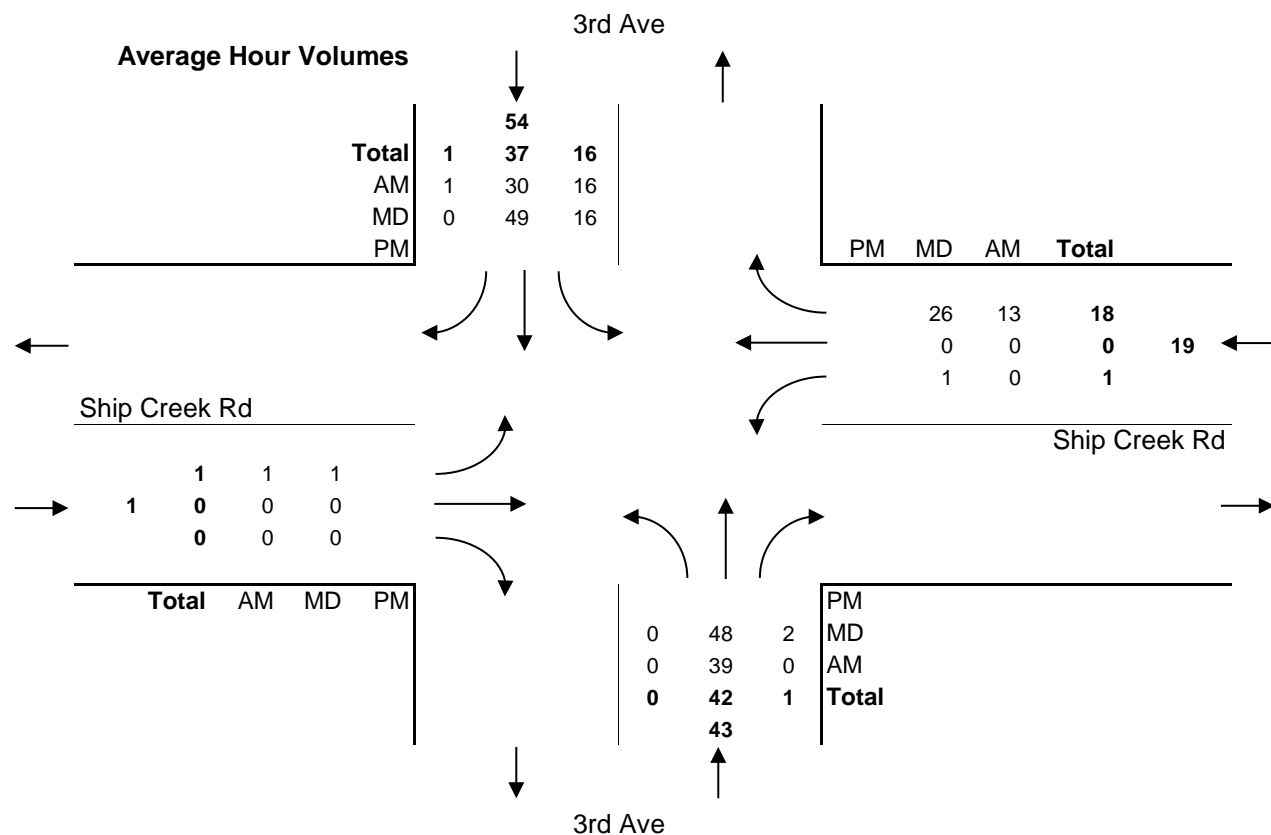 3rd Ave
Average Hour Volumes
54
Total 1 37 16
AM 1 30 16
MD 0 49 16
PM
PM MD AM Total
26 13 18
0 0 0 19
1 0 1
Ship Creek Rd
Ship Creek Rd
1 1 1
1 0 0 0
0 0 0
Total AM MD PM
PM
0 48 2 MD
0 39 0 AM
0 42 1 Total
43
3rd Ave